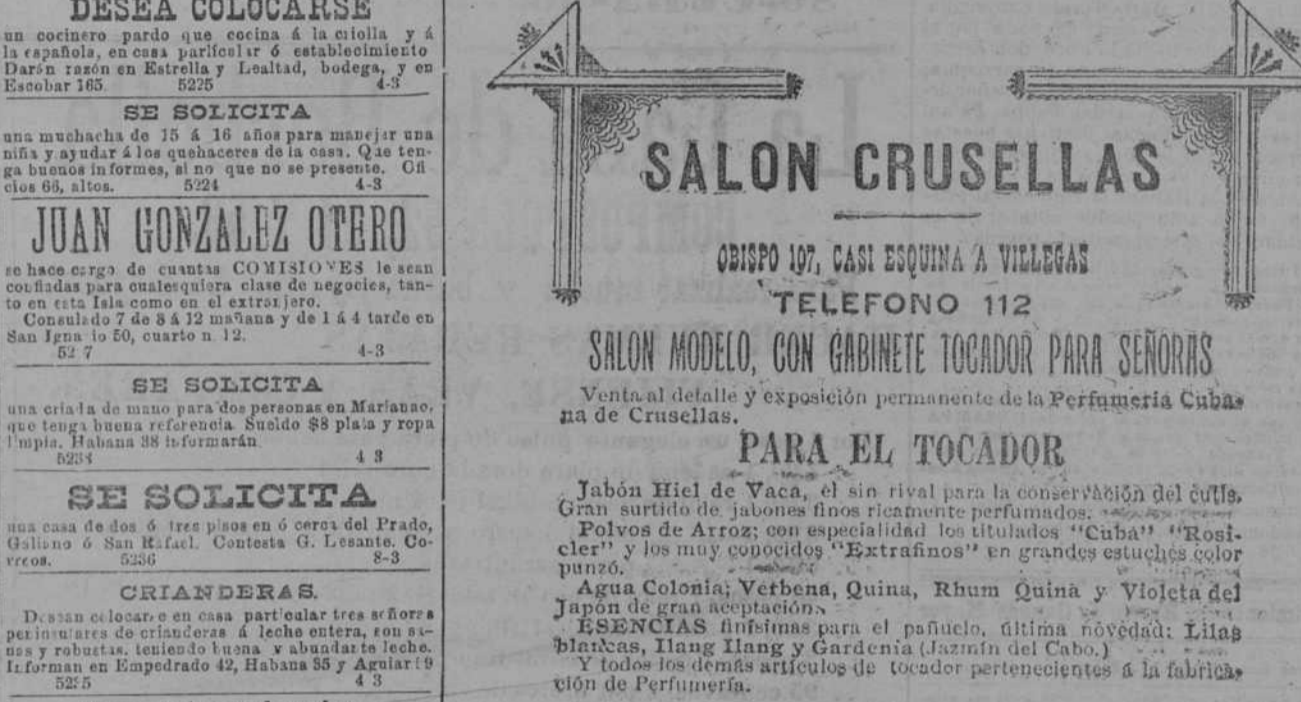 DESEA COLOCARSE
un cocinero pardo que cocina á la criolla y á
la española, en casa particular ó establecimiento
Darán razón en Estrella y Lealtad, bodega, y en
Escobar 165. 5225 4-3
SE SOLICITA
una muchacha de 15 á 16 años para manejar una
niña y ayudar á los quehaceres de la casa. Que ten-
ga buenos informes, si no que no se presente. Ofi
cios 66, altos. 5224 4-3
JUAN GONZALEZ OTERO
se hace cargo de cuantas COMISIONES le sean
confiadas para cualesquiera clase de negocios, tan-
to en esta Isla como en el extranjero.
Consulado 7 de 8 á 12 mañana y de 1 á 4 tarde en
San Ignacio 50, cuarto n. 12.
52 7 4-3
SE SOLICITA
una criada de mano para dos personas en Marianao,
que tenga buena referencia. Sueldo $8 plata y ropa
limpia. Habana 38 informarán.
4 3
SE SOLICITA
una casa de dos ó tres pisos en ó cerca del Prado,
Galiano ó San Rafael. Contesta G. Lesante. Co-
rreos. 5236 8-3
CRIANDERAS.
Desean colocarse en casa particular tres señoras
peninsulares de crianderas á leche entera, son sa-
nas y robustas, teniendo buena y abundante leche.
Informan en Empedrado 42, Habana 35 y Aguiar
5235 4 3
SALON CRUSELLAS
OBISPO 107, CASI ESQUINA A VILLEGAS
TELEFONO 112
SALON MODELO, CON GABINETE TOCADOR PARA SEÑORAS
Venta al detalle y exposición permanente de la Perfumeria Cuba-
na de Crusellas.
PARA EL TOCADOR
Jabón Hiel de Vaca, el sin rival para la conservación del cutis.
Gran surtido de jabones finos ricamente perfumados.
Polvos de Arroz; con especialidad los titulados "Cuba" "Rosi-
cler" y los muy conocidos "Extrafinos" en grandes estuches color
punzó.
Agua Colonia; Verbena, Quina, Rhum Quina y Violeta del
Japón de gran aceptación.
ESENCIAS finísimas para el pañuelo, última novedad: Lilas
blancas, Ilang Ilang y Gardenia (Jazmín del Cabo.)
Y todos los demás artículos de tocador pertenecientes á la fabrica-
ción de Perfumería.